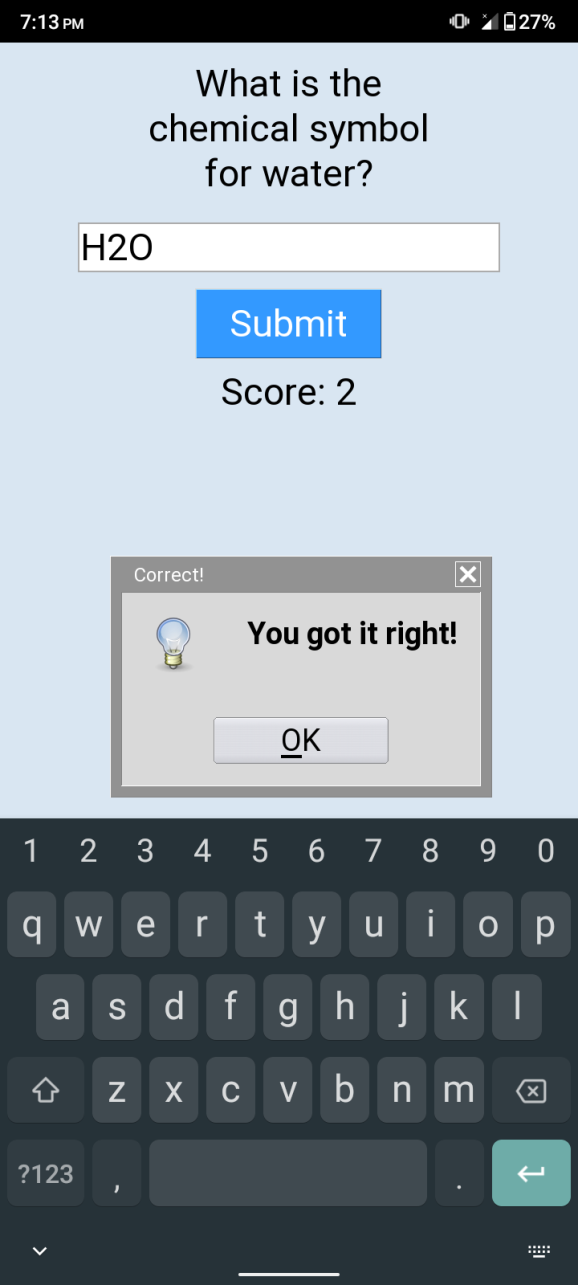 7:13 PM
27%
What is the
chemical symbol
for water?
H2O
Submit
Score: 2
Correct!
You got it right!
OK
1 2 3 4 5 6 7 8 9 0
q w e r t y u i o p
a s d f g h j k l
z x c v b n m
?123 , .